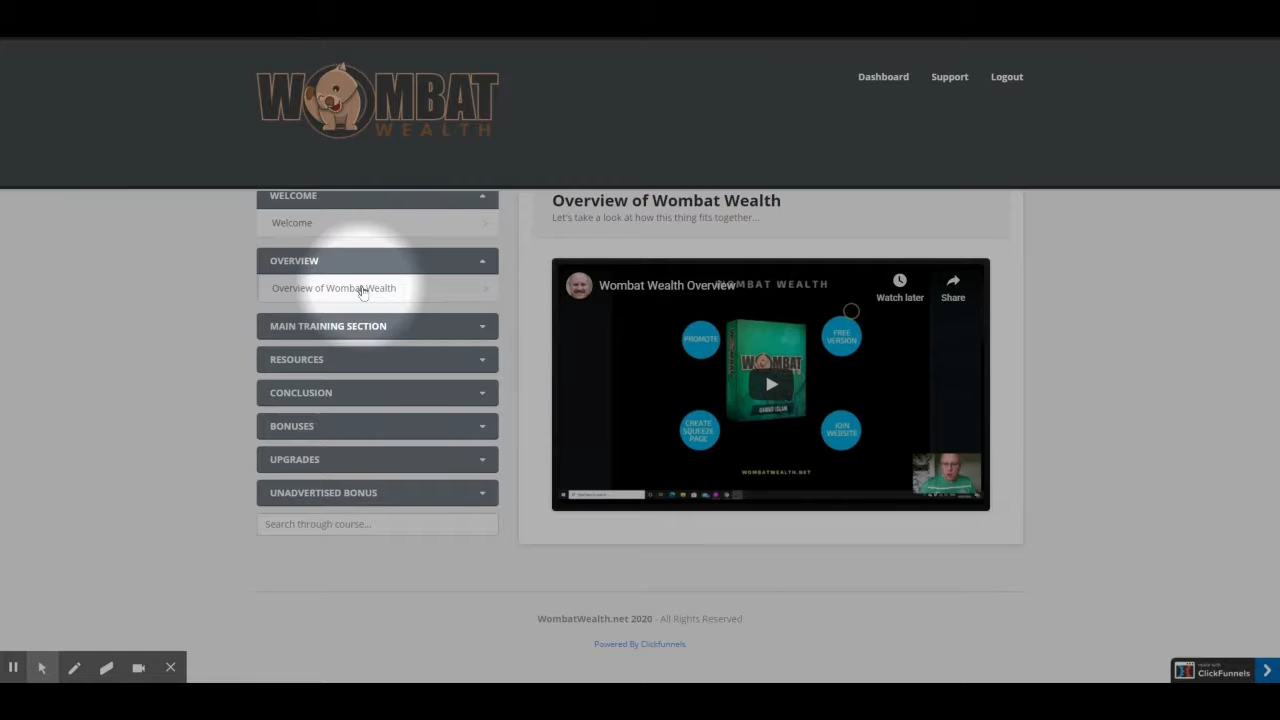 WOMBAT
WEALTH
Dashboard
Support
Logout
WELCOME
Welcome
OVERVIEW
Overview of Wombat Wealth
MAIN TRAINING SECTION
RESOURCES
CONCLUSION
BONUSES
UPGRADES
UNADVERTISED BONUS
Search through course...
Overview of Wombat Wealth
Let's take a look at how this thing fits together...
Wombat Wealth Overview
WOMBAT WEALTH
Watch later
Share
PROMOTE
FREE
VERSION
WOMBAT
CREATE
SQUEEZE
PAGE
JOIN
WEBSITE
WOMBATWEALTH.NET
WombatWealth.net 2020 - All Rights Reserved
Powered By Clickfunnels
made with
ClickFunnels